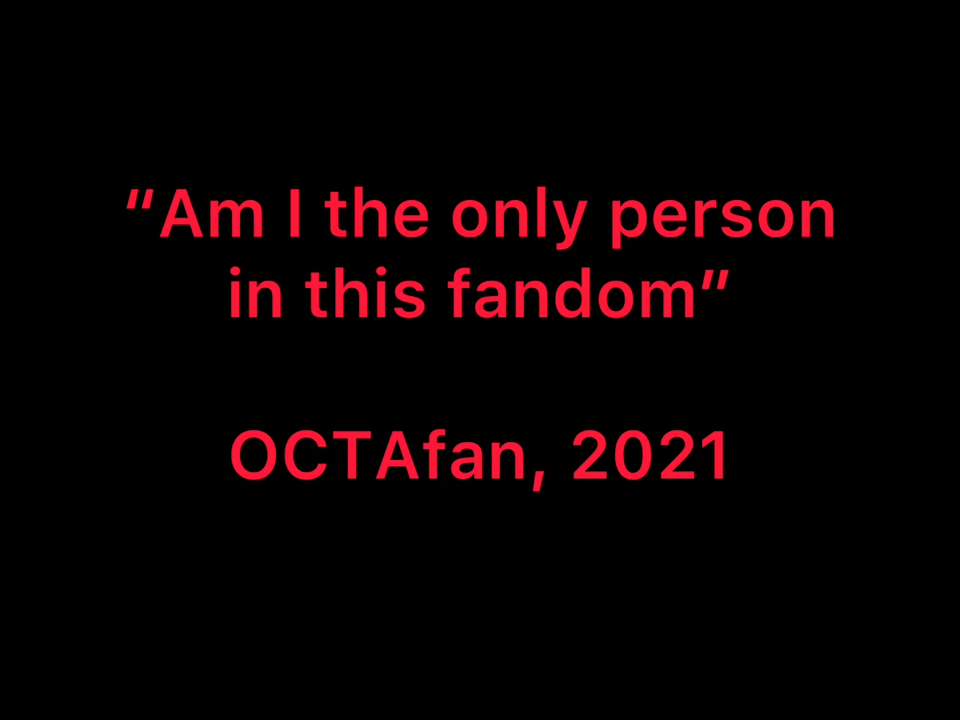 “Am I the only person
in this fandom”
OCTAfan, 2021